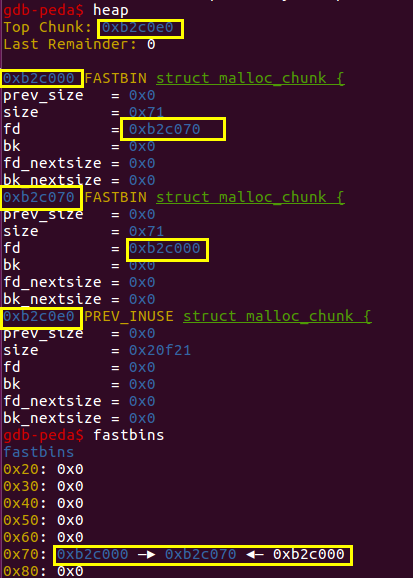 gdb-peda$ heap
Top Chunk: 0xb2c0e0
Last Remainer: 0
0xb2c000 FASTBIN struct malloc_chunk {
prev_size = 0x0
size = 0x71
fd = 0xb2c070
bk = 0x0
fd_nextsize = 0x0
bk_nextsize = 0x0
0xb2c070 FASTBIN struct malloc_chunk {
prev_size = 0x0
size = 0x71
fd = 0xb2c000
bk = 0x0
fd_nextsize = 0x0
bk_nextsize = 0x0
0xb2c0e0 PREV_INUSE struct malloc_chunk {
prev_size = 0x0
size = 0x20f21
fd = 0x0
bk = 0x0
fd_nextsize = 0x0
bk_nextsize = 0x0
gdb-peda$ fastbins
fastbins
0x20: 0x0
0x30: 0x0
0x40: 0x0
0x50: 0x0
0x60: 0x0
0x70: 0xb2c000 —▸ 0xb2c070 ◂— 0xb2c000
0x80: 0x0